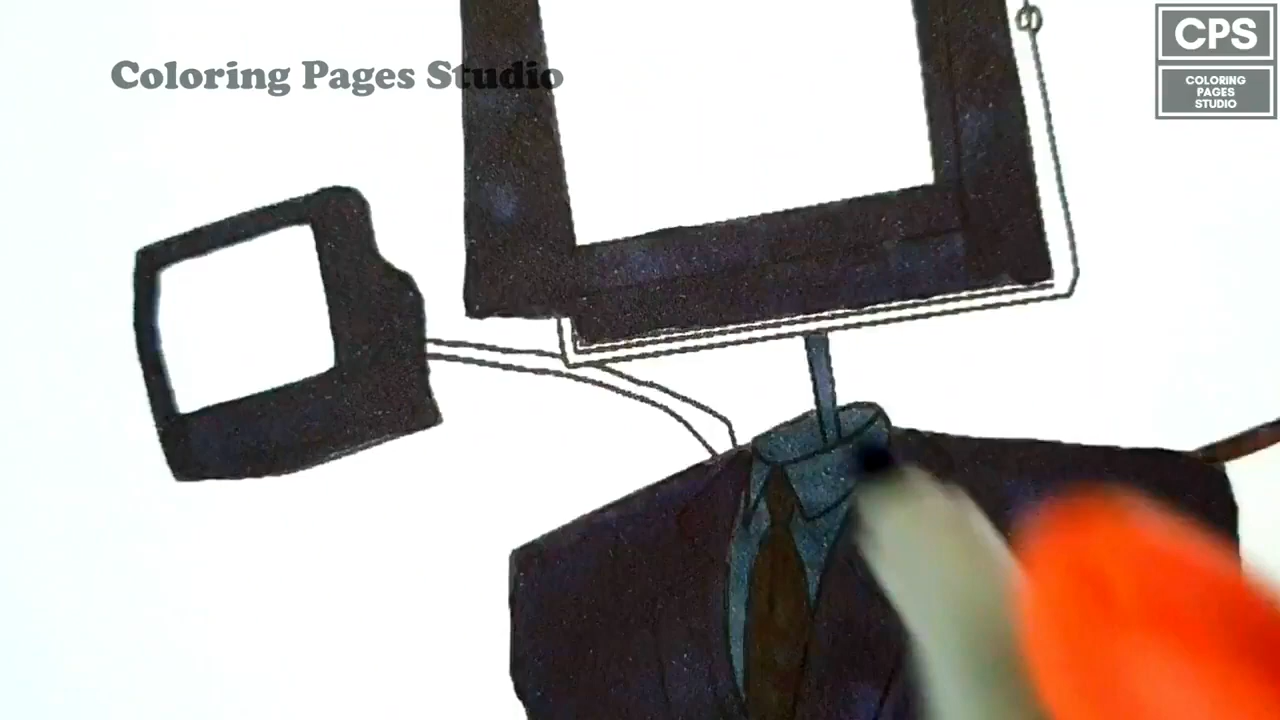 Coloring Pages Studio
CPS
COLORING
PAGES
STUDIO